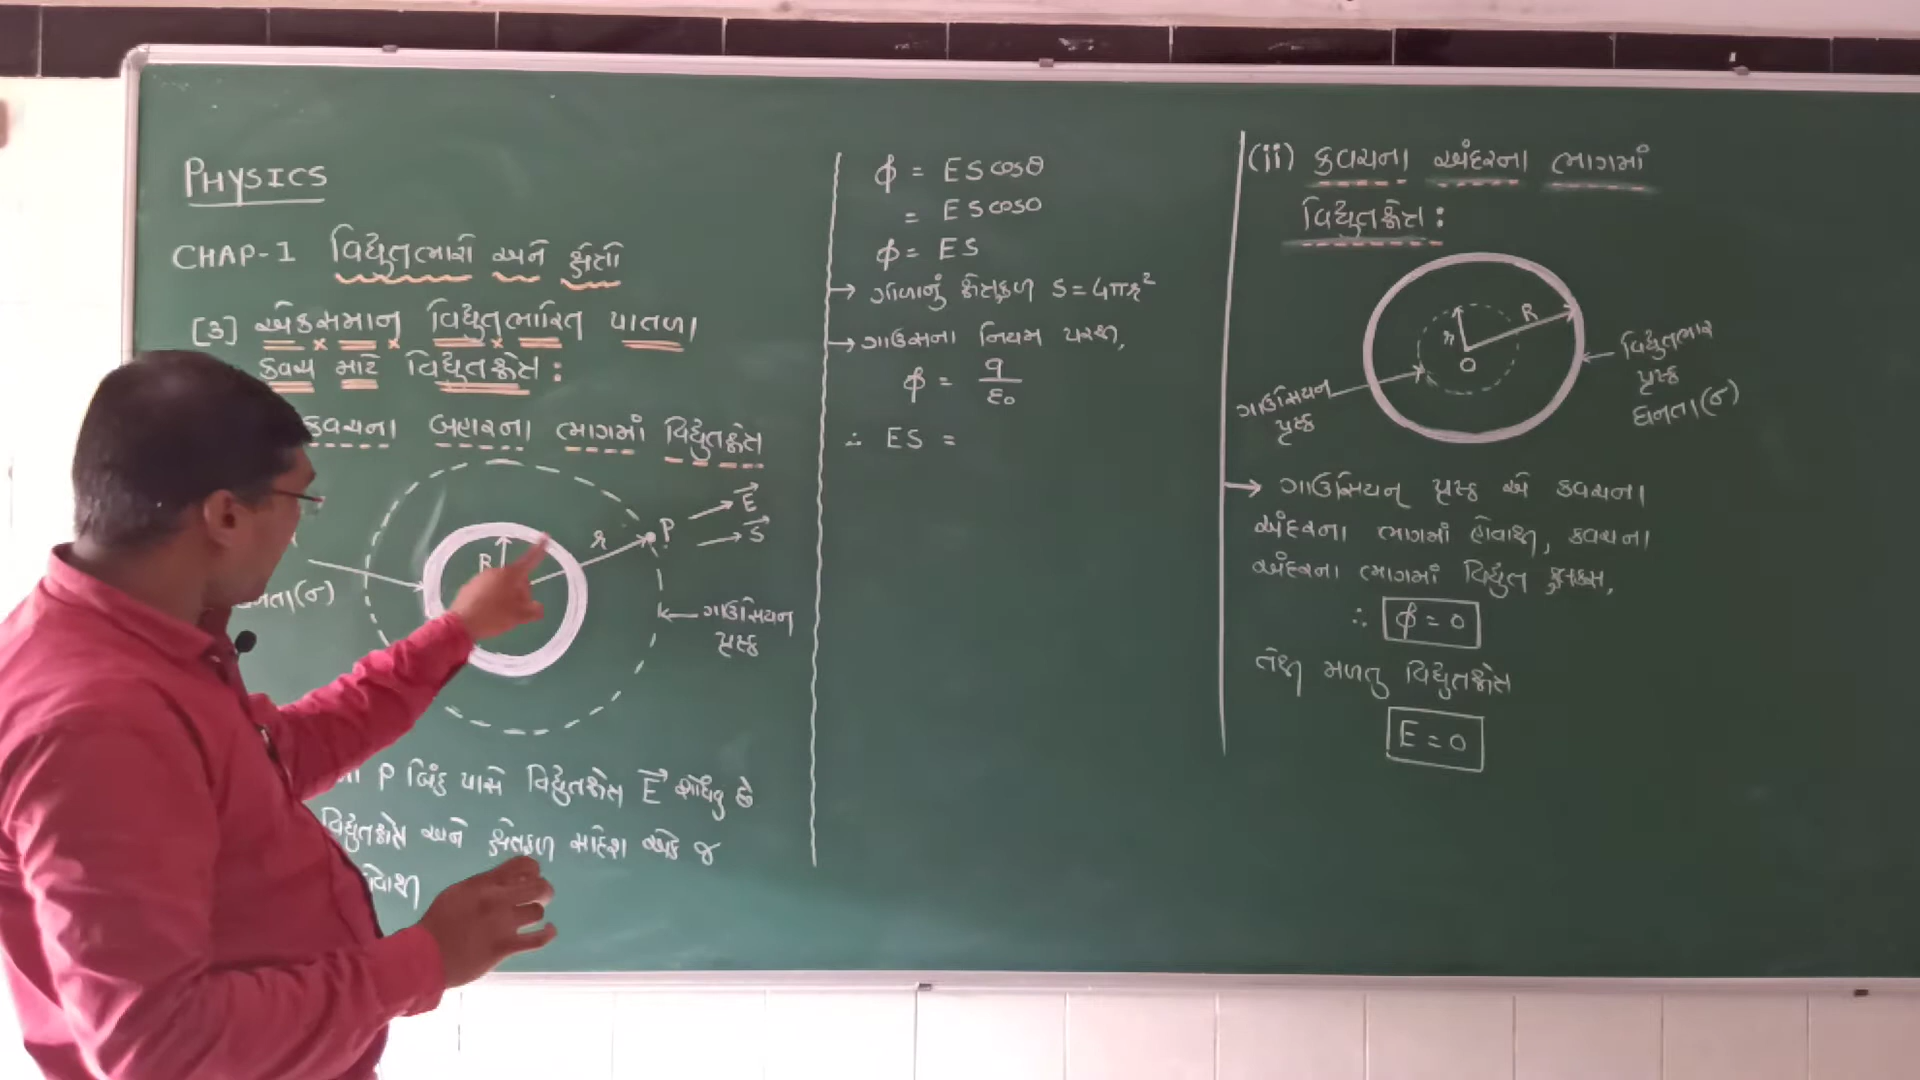 PHYSICS
CHAP-1 વિદ્યુતભારો અને ક્ષેત્રો
[3] એકસમાન વિદ્યુતભારિત પાતળા
કવચ માટે વિદ્યુતક્ષેત્ર :
કવચના બહારના ભાગમાં વિદ્યુતક્ષેત્ર
R
r
P
E⃗
S⃗
(σ)
ગાઉસિયન
પૃષ્ઠ
P બિંદુ પાસે વિદ્યુતક્ષેત્ર E⃗ શોધવુ છે
વિદ્યુતક્ષેત્ર અને ક્ષેત્રફળ સદિશ એક જ
ϕ = ES cosθ
= ES cos0
ϕ = ES
→ ગોળાનું ક્ષેત્રફળ S = 4πr²
→ ગાઉસના નિયમ પરથી,
ϕ = q/ε₀
∴ ES =
(ii) કવચના અંદરના ભાગમાં
વિદ્યુતક્ષેત્ર :
R
r
O
વિદ્યુતભાર
પૃષ્ઠ
ઘનતા(σ)
ગાઉસિયન
પૃષ્ઠ
→ ગાઉસિયન પૃષ્ઠ એ કવચના
અંદરના ભાગમાં હોવાથી, કવચના
અંદરના ભાગમાં વિદ્યુત ફ્લક્સ,
∴ ϕ = 0
તેથી મળતુ વિદ્યુતક્ષેત્ર
E = 0